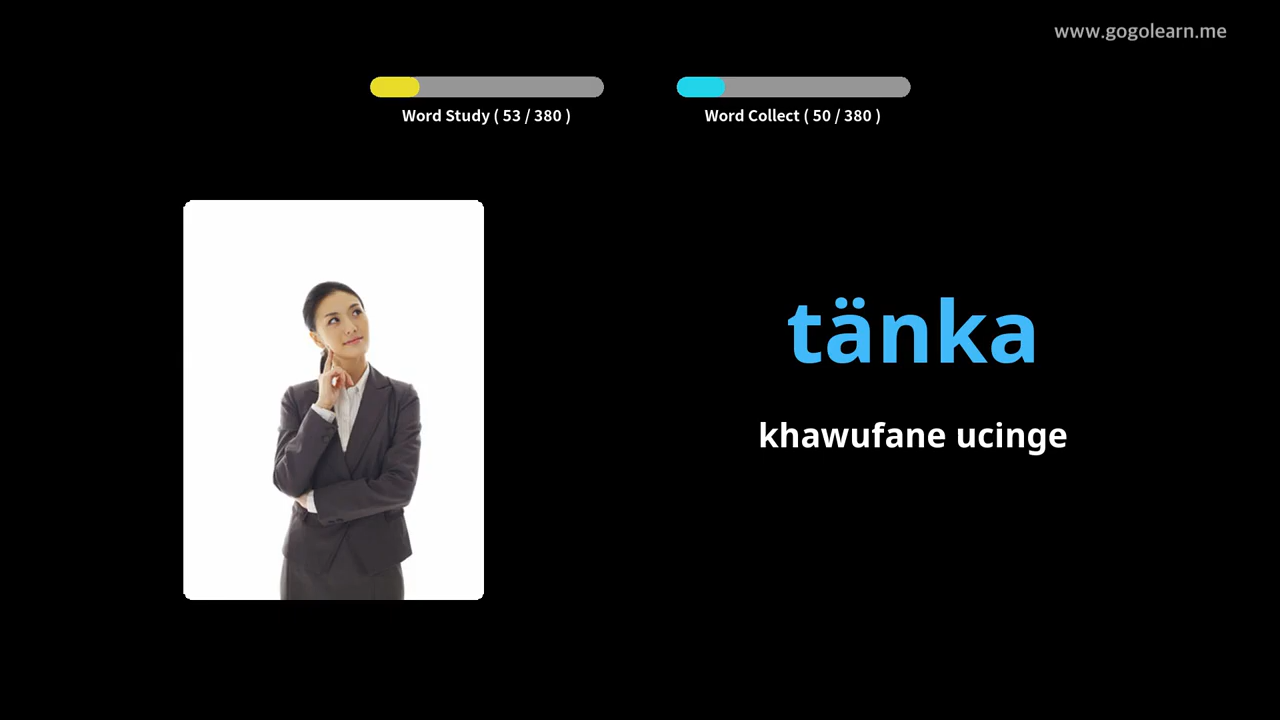 www.gogolearn.me
Word Study ( 53 / 380 )
Word Collect ( 50 / 380 )
tänka
khawufane ucinge